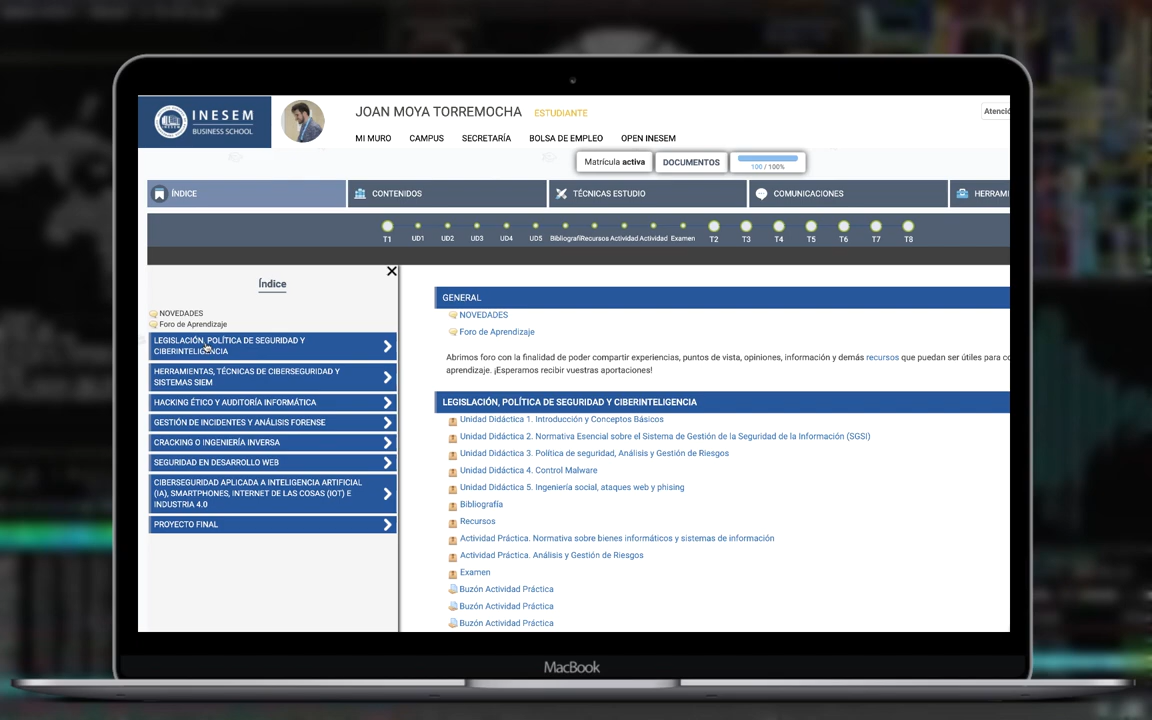 INESEM
BUSINESS SCHOOL
JOAN MOYA TORREMOCHA ESTUDIANTE
Atenció
MI MURO CAMPUS SECRETARÍA BOLSA DE EMPLEO OPEN INESEM
Matrícula activa DOCUMENTOS 100 / 100%
ÍNDICE CONTENIDOS TÉCNICAS ESTUDIO COMUNICACIONES HERRAMI
T1 UD1 UD2 UD3 UD4 UD5 Bibliografí Recursos Actividad Actividad Examen T2 T3 T4 T5 T6 T7 T8
Índice
NOVEDADES
Foro de Aprendizaje
LEGISLACIÓN, POLÍTICA DE SEGURIDAD Y
CIBERINTELIGENCIA
HERRAMIENTAS, TÉCNICAS DE CIBERSEGURIDAD Y
SISTEMAS SIEM
HACKING ÉTICO Y AUDITORÍA INFORMÁTICA
GESTIÓN DE INCIDENTES Y ANÁLISIS FORENSE
CRACKING O INGENIERÍA INVERSA
SEGURIDAD EN DESARROLLO WEB
CIBERSEGURIDAD APLICADA A INTELIGENCIA ARTIFICIAL
(IA), SMARTPHONES, INTERNET DE LAS COSAS (IOT) E
INDUSTRIA 4.0
PROYECTO FINAL
GENERAL
NOVEDADES
Foro de Aprendizaje
Abrimos foro con la finalidad de poder compartir experiencias, puntos de vista, opiniones, información y demás recursos que puedan ser útiles para co
aprendizaje. ¡Esperamos recibir vuestras aportaciones!
LEGISLACIÓN, POLÍTICA DE SEGURIDAD Y CIBERINTELIGENCIA
Unidad Didáctica 1. Introducción y Conceptos Básicos
Unidad Didáctica 2. Normativa Esencial sobre el Sistema de Gestión de la Seguridad de la Información (SGSI)
Unidad Didáctica 3. Política de seguridad, Análisis y Gestión de Riesgos
Unidad Didáctica 4. Control Malware
Unidad Didáctica 5. Ingeniería social, ataques web y phising
Bibliografía
Recursos
Actividad Práctica. Normativa sobre bienes informáticos y sistemas de información
Actividad Práctica. Análisis y Gestión de Riesgos
Examen
Buzón Actividad Práctica
Buzón Actividad Práctica
Buzón Actividad Práctica
MacBook